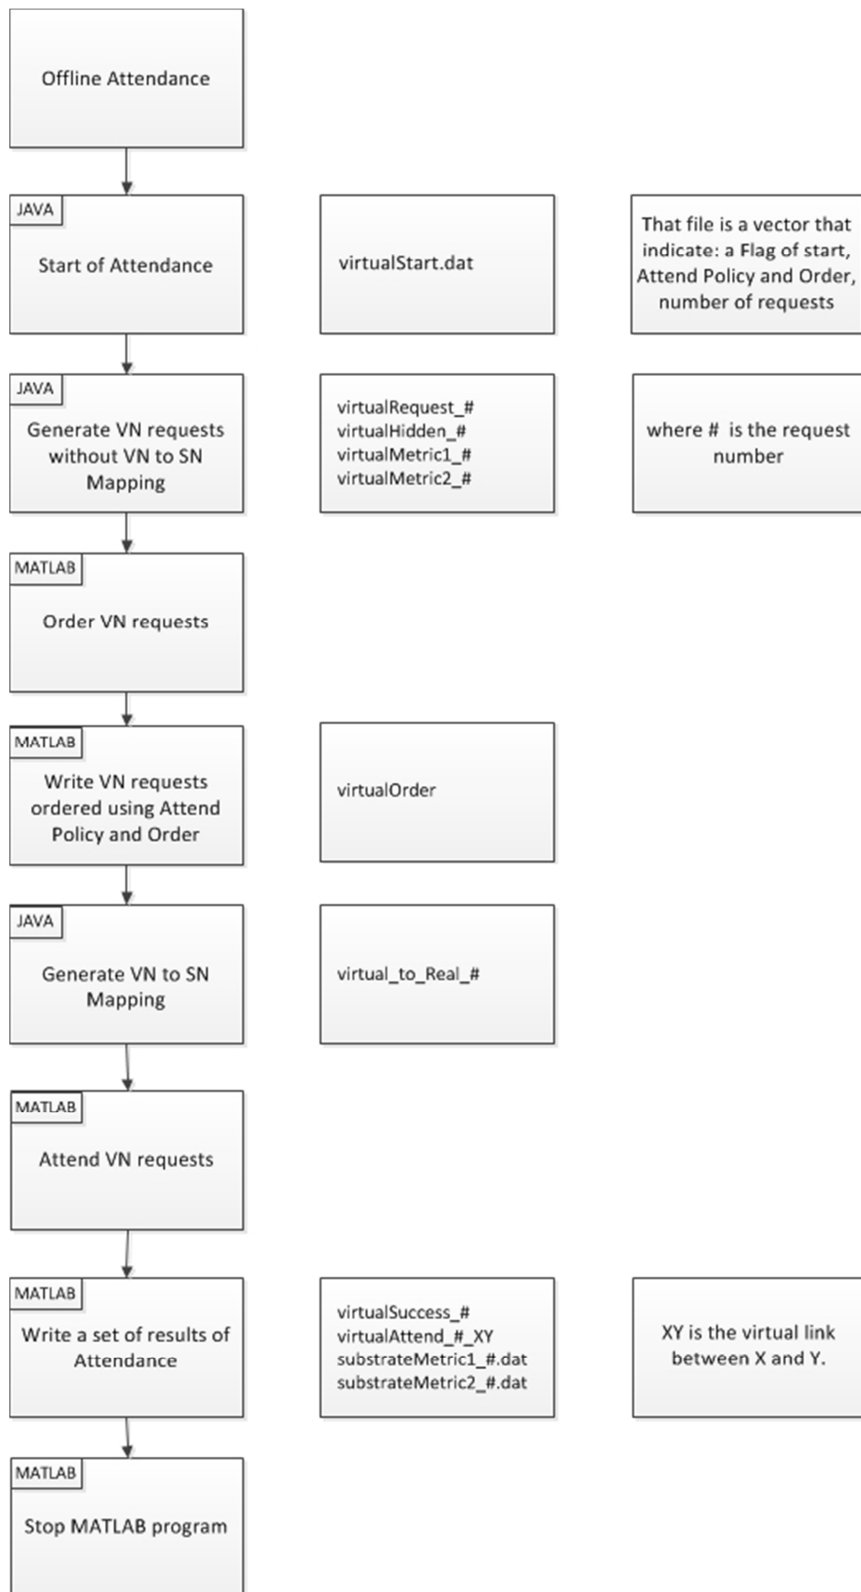 Offline Attendance
JAVA
Start of Attendance
virtualStart.dat
That file is a vector that
indicate: a Flag of start,
Attend Policy and Order,
number of requests
JAVA
Generate VN requests
without VN to SN
Mapping
virtualRequest_#
virtualHidden_#
virtualMetric1_#
virtualMetric2_#
where # is the request
number
MATLAB
Order VN requests
MATLAB
Write VN requests
ordered using Attend
Policy and Order
virtualOrder
JAVA
Generate VN to SN
Mapping
virtual_to_Real_#
MATLAB
Attend VN requests
MATLAB
Write a set of results of
Attendance
virtualSuccess_#
virtualAttend_#_XY
substrateMetric1_#.dat
substrateMetric2_#.dat
XY is the virtual link
between X and Y.
MATLAB
Stop MATLAB program